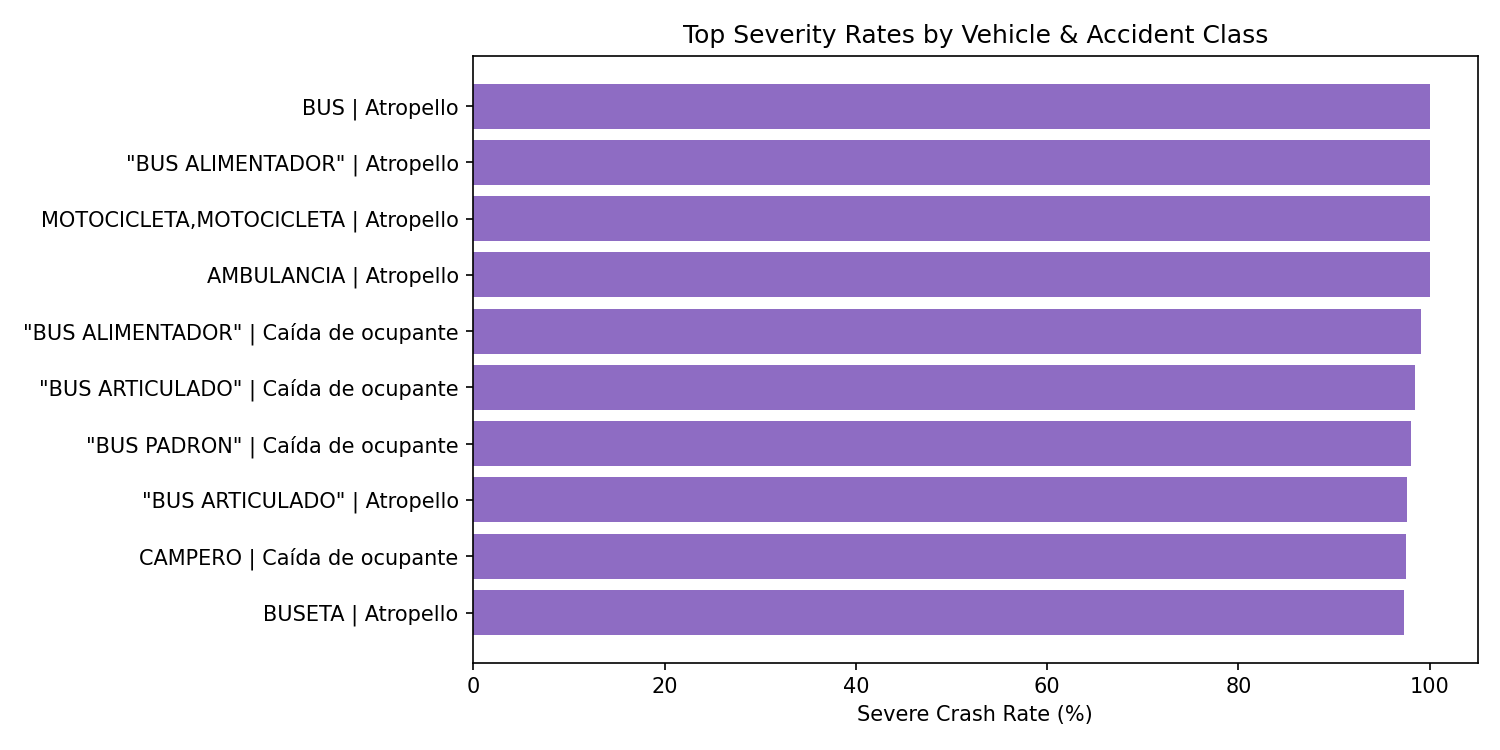 Top Severity Rates by Vehicle & Accident Class
BUS | Atropello
"BUS ALIMENTADOR" | Atropello
MOTOCICLETA,MOTOCICLETA | Atropello
AMBULANCIA | Atropello
"BUS ALIMENTADOR" | Caída de ocupante
"BUS ARTICULADO" | Caída de ocupante
"BUS PADRON" | Caída de ocupante
"BUS ARTICULADO" | Atropello
CAMPERO | Caída de ocupante
BUSETA | Atropello
0 20 40 60 80 100
Severe Crash Rate (%)